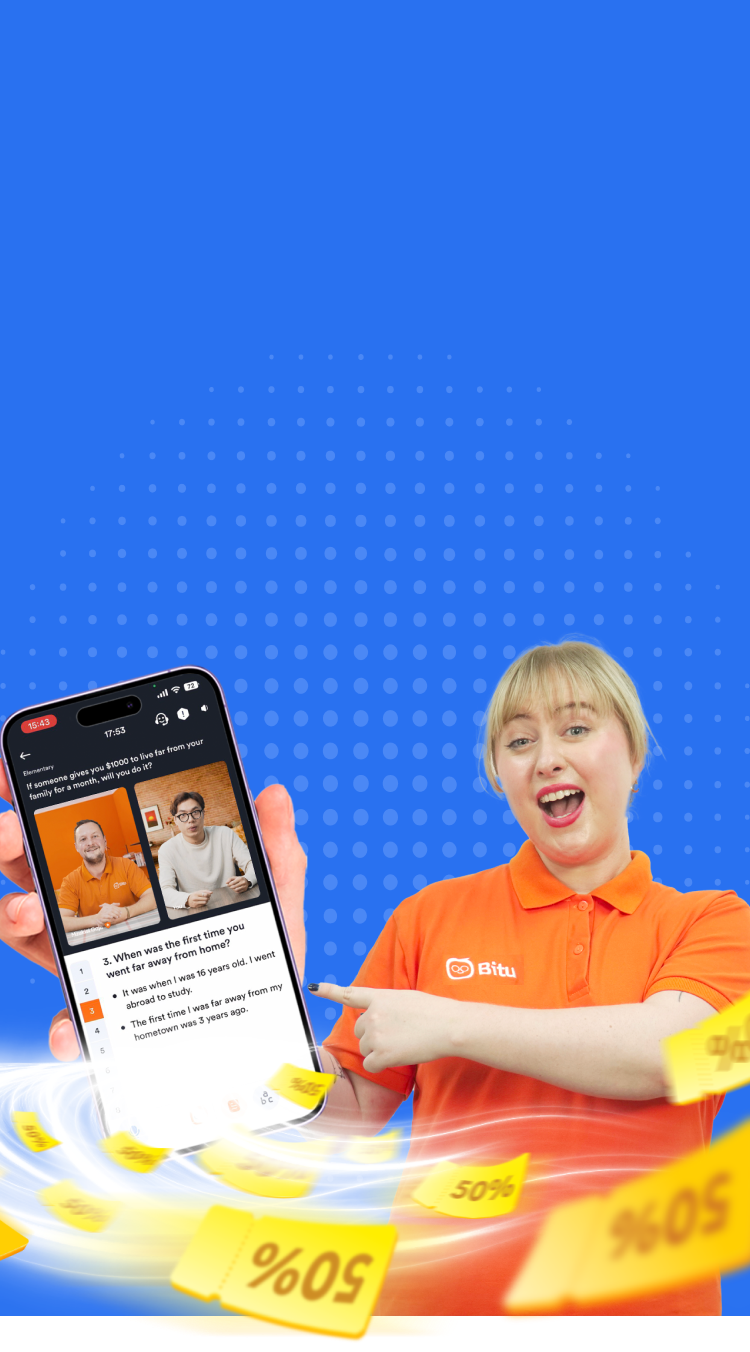 15:43
72
17:53
Elementary
If someone gives you $1000 to live far from your
family for a month, will you do it?
1
2
3
4
5
3. When was the first time you
went far away from home?
• It was when I was 16 years old. I went
abroad to study.
• The first time I was far away from my
hometown was 3 years ago.
a
b c
Bitu
50%
50%
50%
50%
50%
50%